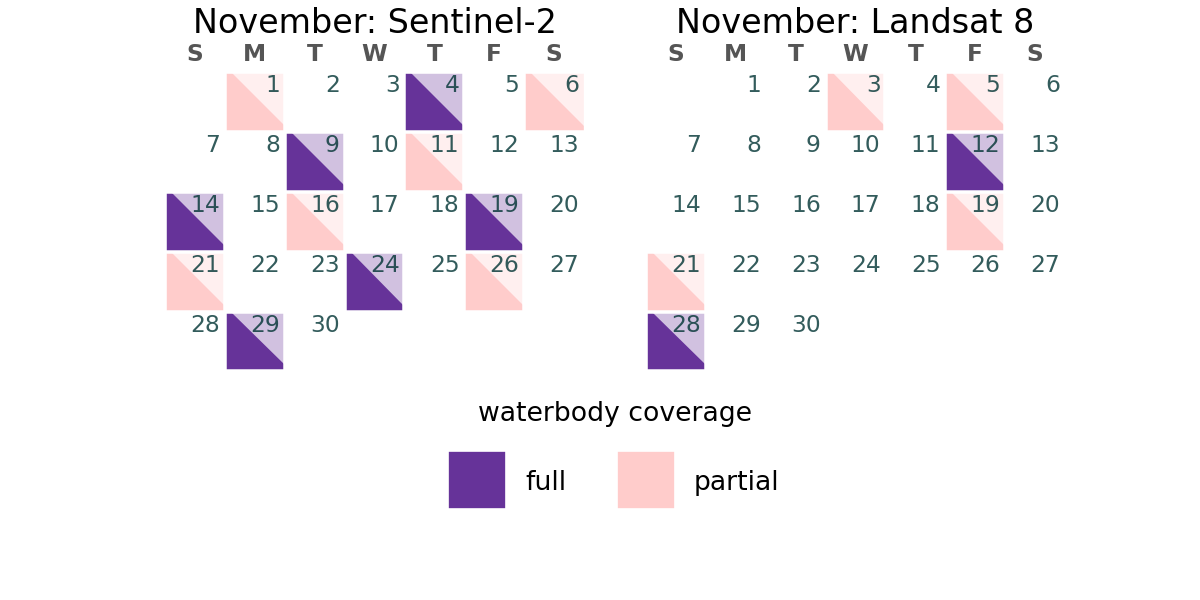 November: Sentinel-2
S M T W T F S
1 2 3 4 5 6
7 8 9 10 11 12 13
14 15 16 17 18 19 20
21 22 23 24 25 26 27
28 29 30
November: Landsat 8
S M T W T F S
1 2 3 4 5 6
7 8 9 10 11 12 13
14 15 16 17 18 19 20
21 22 23 24 25 26 27
28 29 30
waterbody coverage
full partial